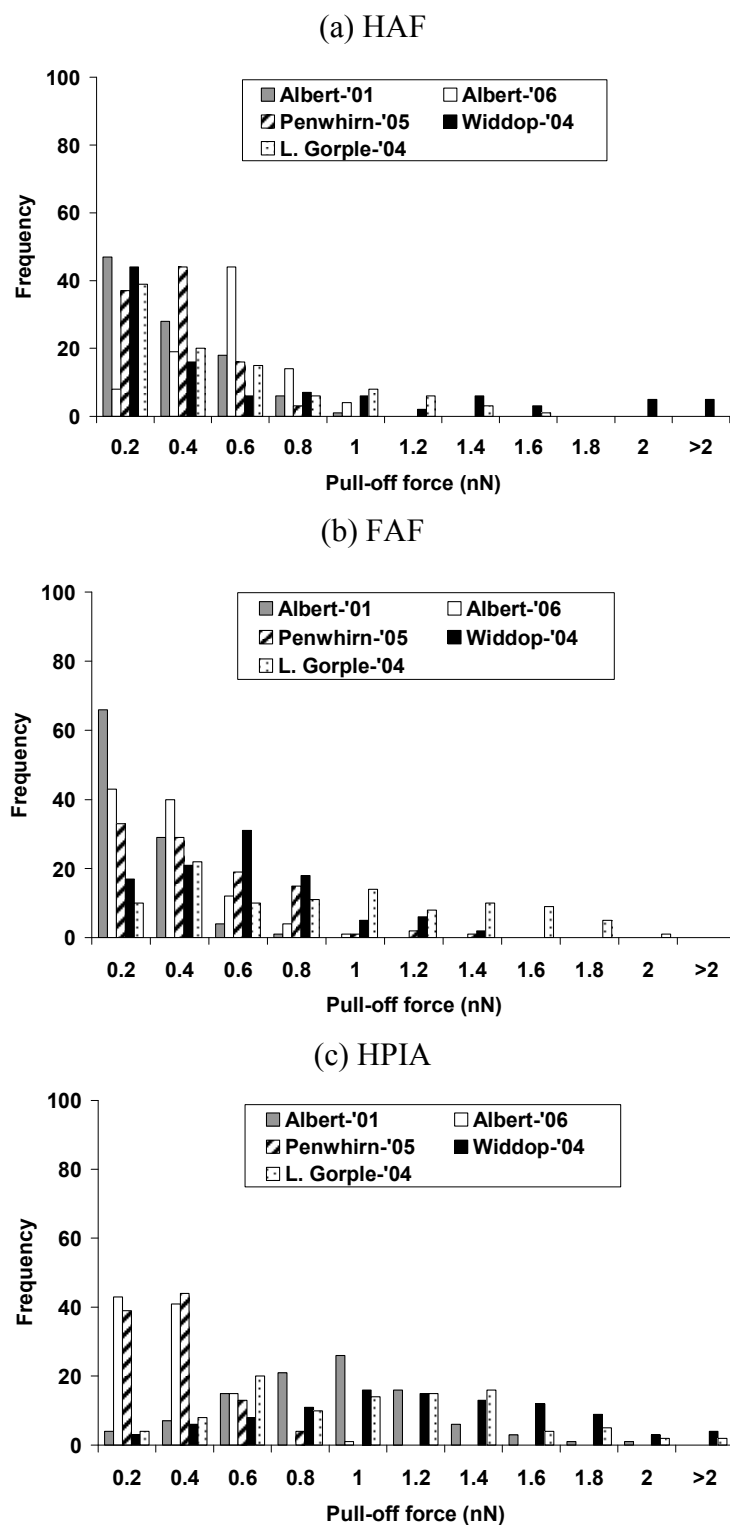 (a) HAF
100
Albert-'01 Albert-'06
Penwhirn-'05 Widdop-'04
L. Gorple-'04
80
60
40
20
0
Frequency
0.2 0.4 0.6 0.8 1 1.2 1.4 1.6 1.8 2 >2
Pull-off force (nN)
(b) FAF
100
Albert-'01 Albert-'06
Penwhirn-'05 Widdop-'04
L. Gorple-'04
80
60
40
20
0
Frequency
0.2 0.4 0.6 0.8 1 1.2 1.4 1.6 1.8 2 >2
Pull-off force (nN)
(c) HPIA
100
Albert-'01 Albert-'06
Penwhirn-'05 Widdop-'04
L. Gorple-'04
80
60
40
20
0
Frequency
0.2 0.4 0.6 0.8 1 1.2 1.4 1.6 1.8 2 >2
Pull-off force (nN)